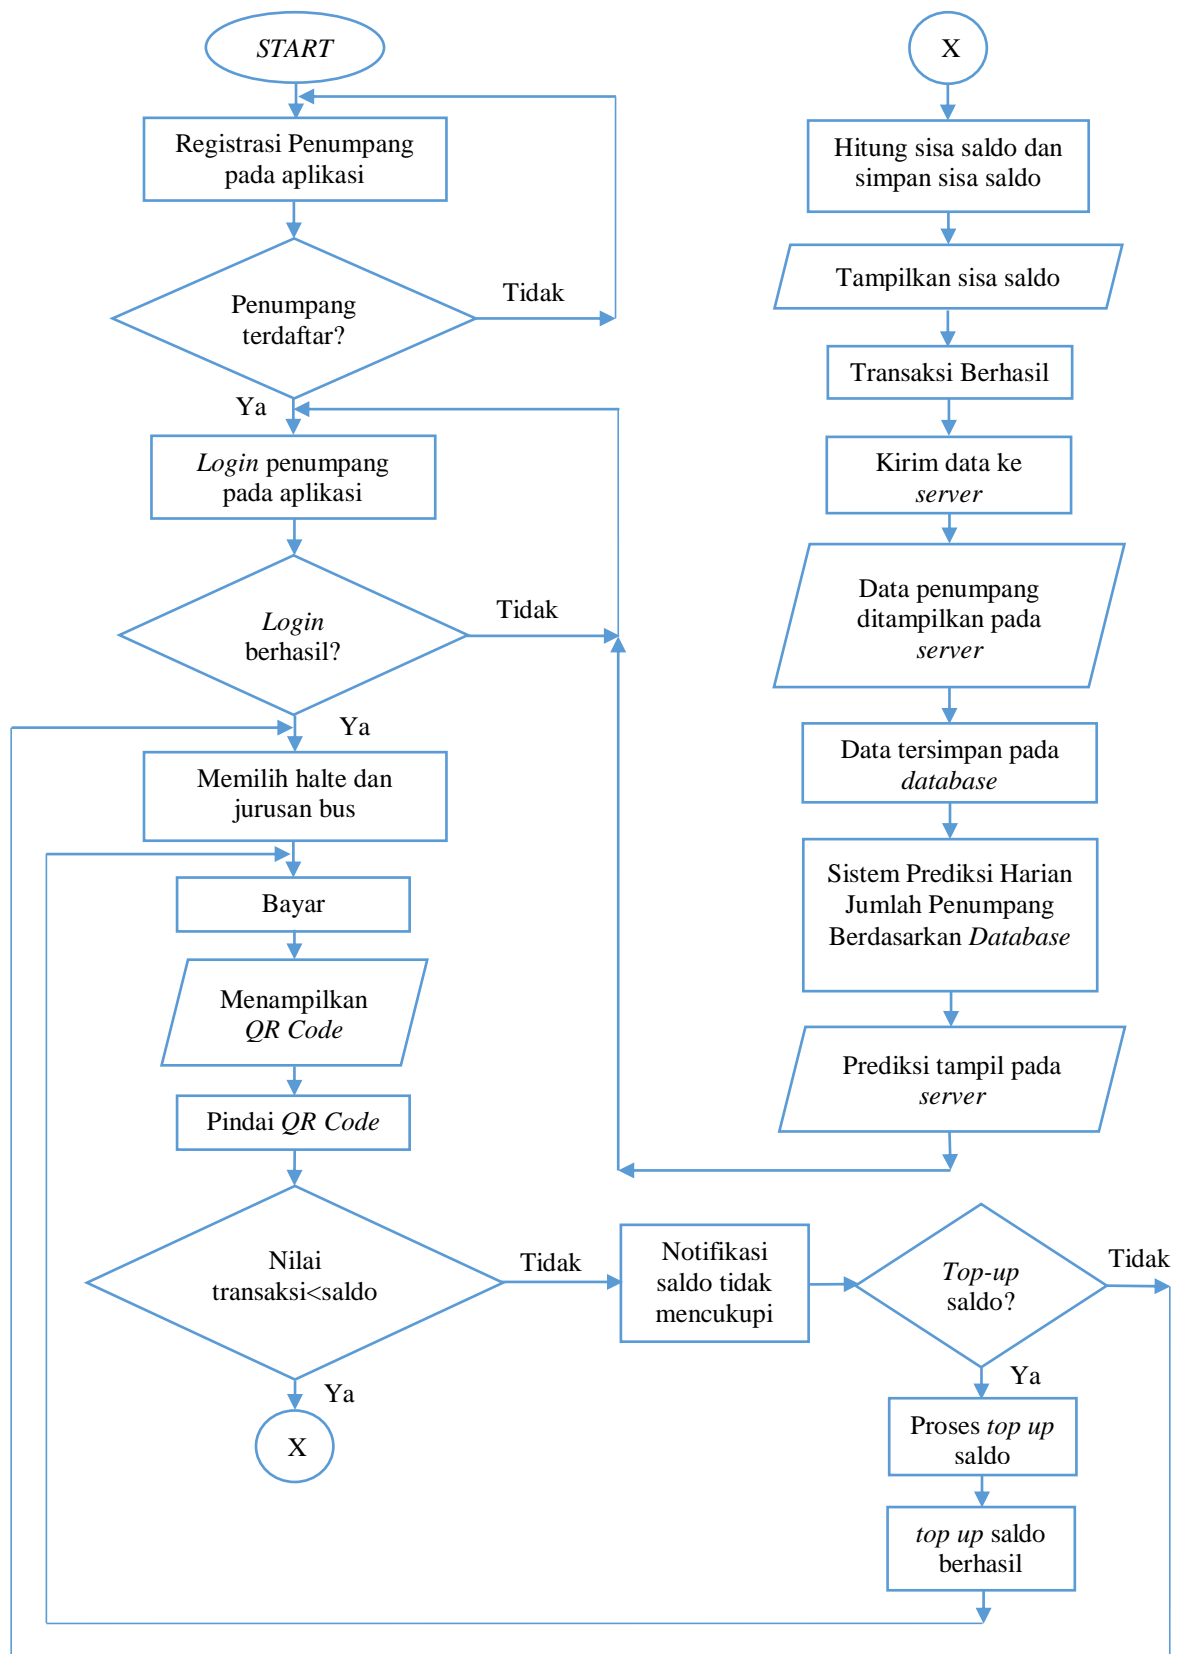 START
Registrasi Penumpang
pada aplikasi
Penumpang
terdaftar?
Tidak
Ya
Login penumpang
pada aplikasi
Login
berhasil?
Tidak
Ya
Memilih halte dan
jurusan bus
Bayar
Menampilkan
QR Code
Pindai QR Code
Nilai
transaksi<saldo
Tidak
Ya
X
Notifikasi
saldo tidak
mencukupi
Top-up
saldo?
Tidak
Ya
Proses top up
saldo
top up saldo
berhasil
X
Hitung sisa saldo dan
simpan sisa saldo
Tampilkan sisa saldo
Transaksi Berhasil
Kirim data ke
server
Data penumpang
ditampilkan pada
server
Data tersimpan pada
database
Sistem Prediksi Harian
Jumlah Penumpang
Berdasarkan Database
Prediksi tampil pada
server